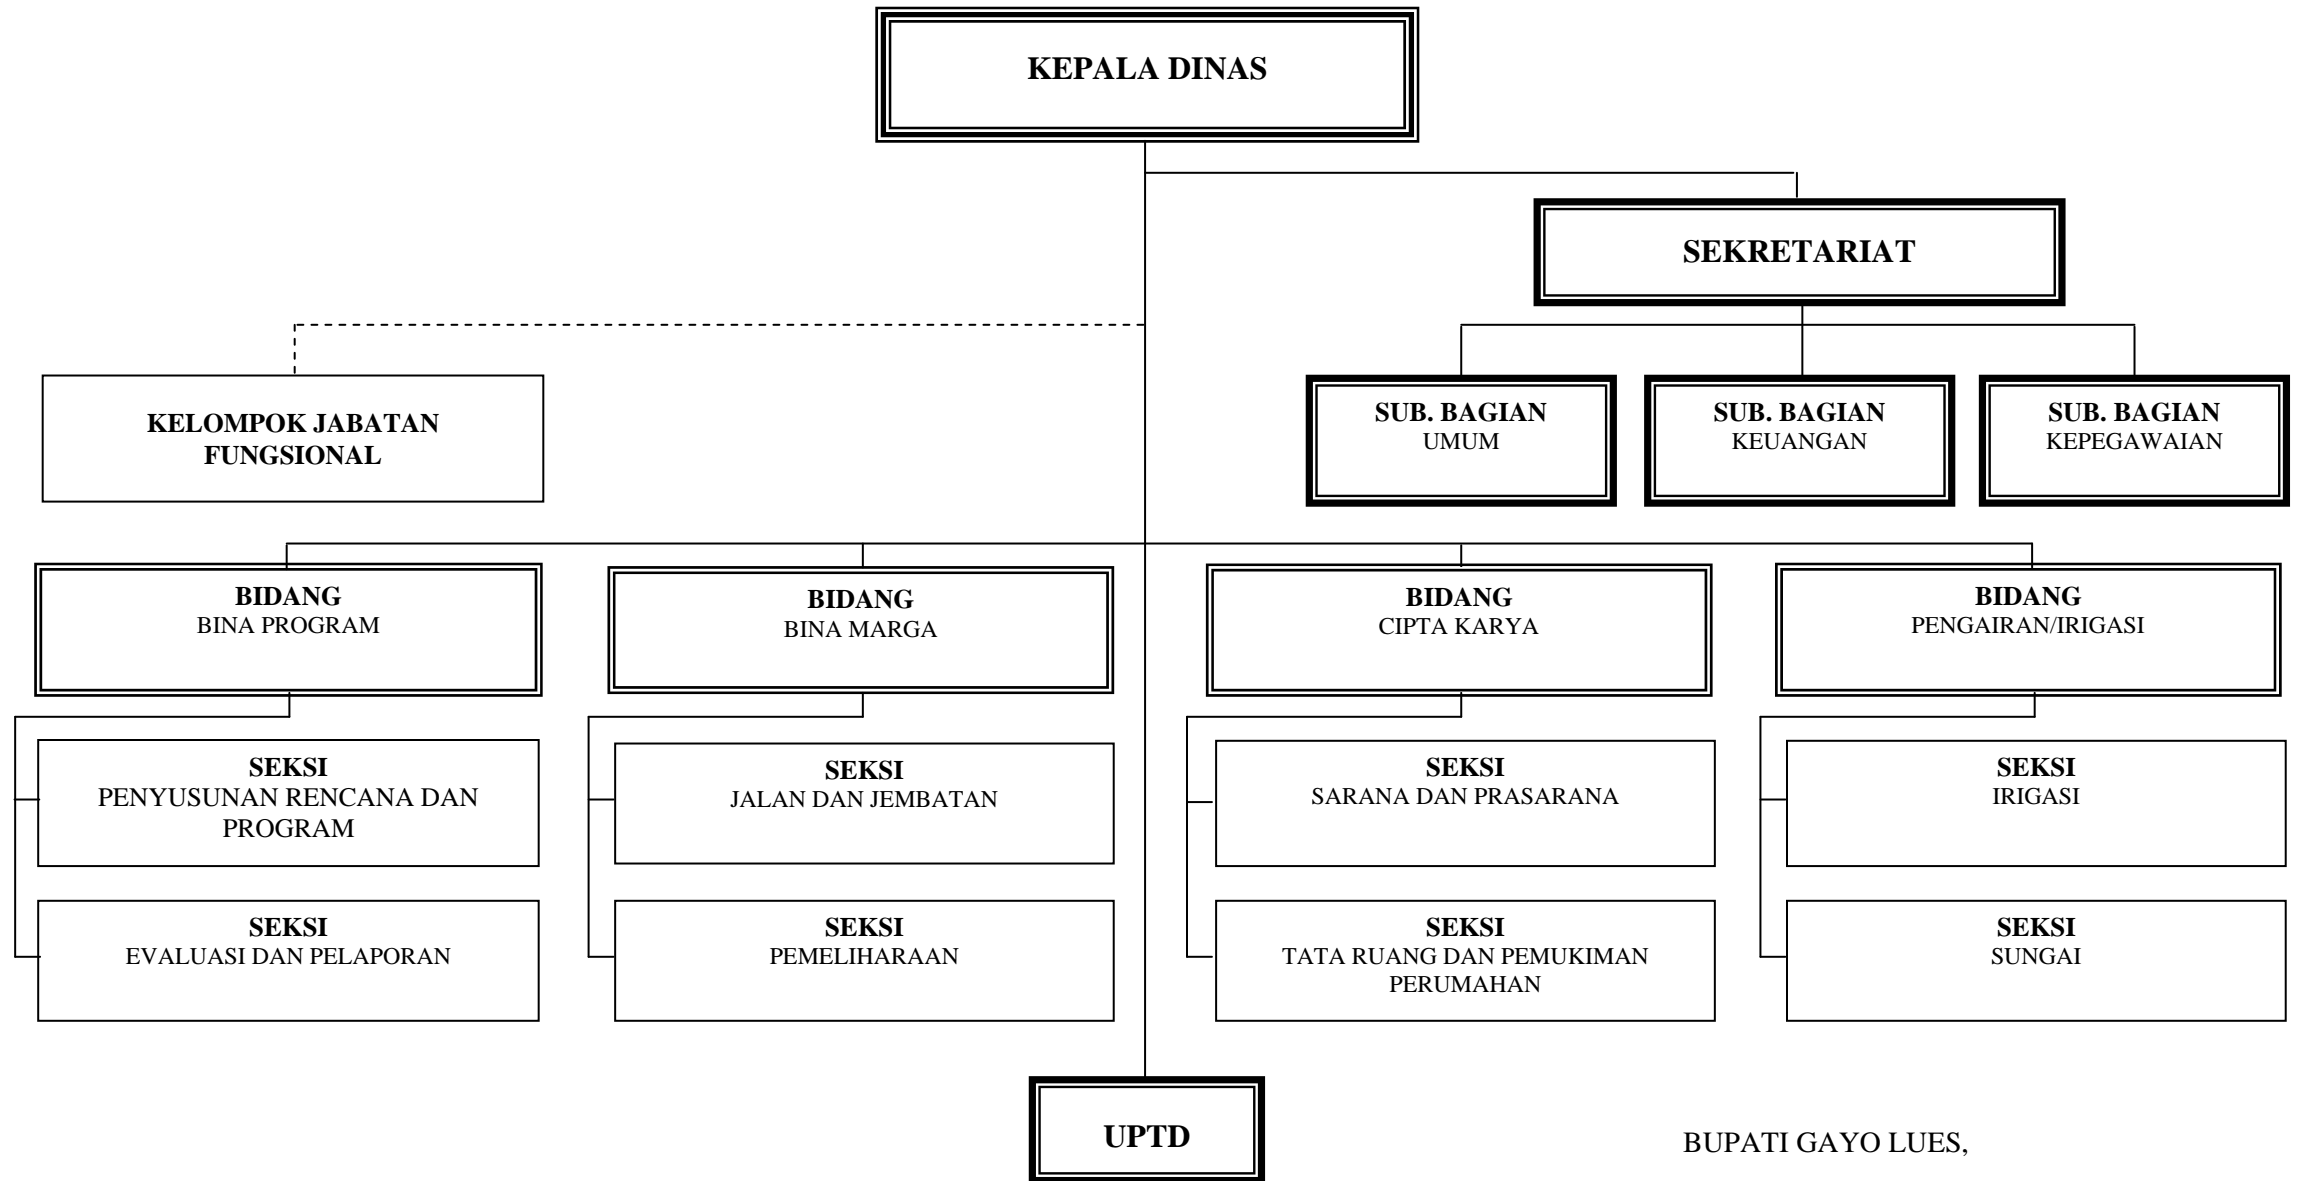 KEPALA DINAS
SEKRETARIAT
KELOMPOK JABATAN
FUNGSIONAL
SUB. BAGIAN
UMUM
SUB. BAGIAN
KEUANGAN
SUB. BAGIAN
KEPEGAWAIAN
BIDANG
BINA PROGRAM
BIDANG
BINA MARGA
BIDANG
CIPTA KARYA
BIDANG
PENGAIRAN/IRIGASI
SEKSI
PENYUSUNAN RENCANA DAN
PROGRAM
SEKSI
JALAN DAN JEMBATAN
SEKSI
SARANA DAN PRASARANA
SEKSI
IRIGASI
SEKSI
EVALUASI DAN PELAPORAN
SEKSI
PEMELIHARAAN
SEKSI
TATA RUANG DAN PEMUKIMAN
PERUMAHAN
SEKSI
SUNGAI
UPTD
BUPATI GAYO LUES,